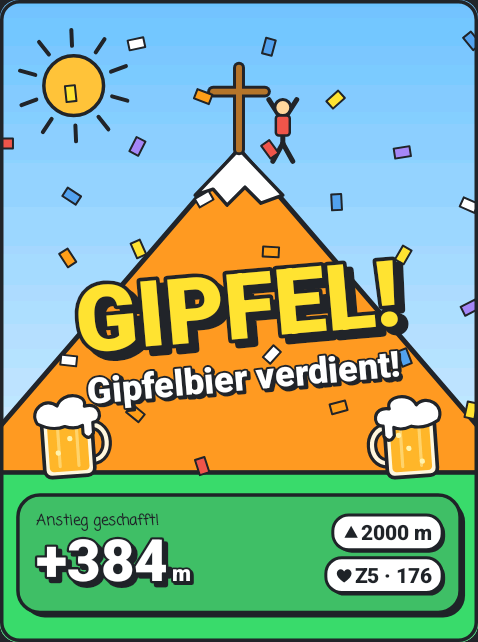 GIPFEL!
Gipfelbier verdient!
Anstieg geschafft!
+384 m
▲ 2000 m
♥ Z5 · 176